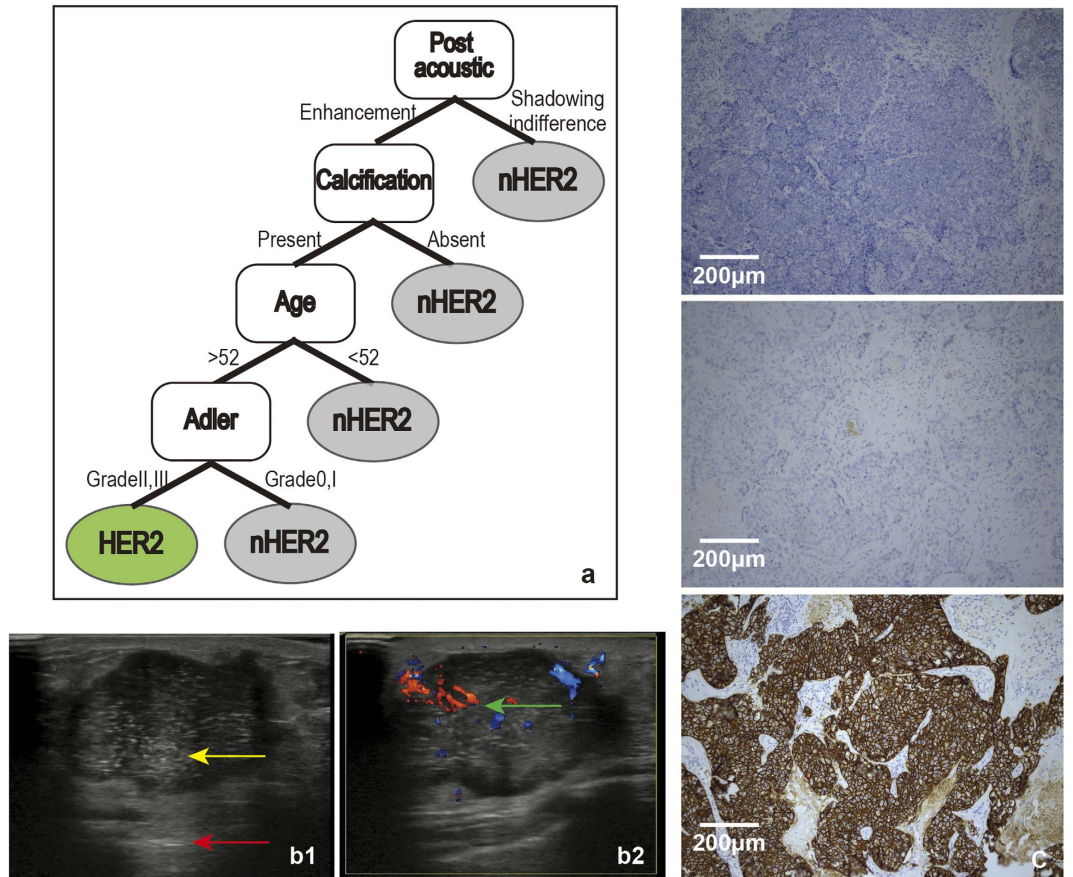 Post
acoustic
Enhancement
Shadowing
indifference
Calcification
nHER2
Present
Absent
Age
nHER2
>52
<52
Adler
nHER2
GradeII,III
Grade0,I
HER2
nHER2
a
b1
b2
200µm
200µm
200µm
C